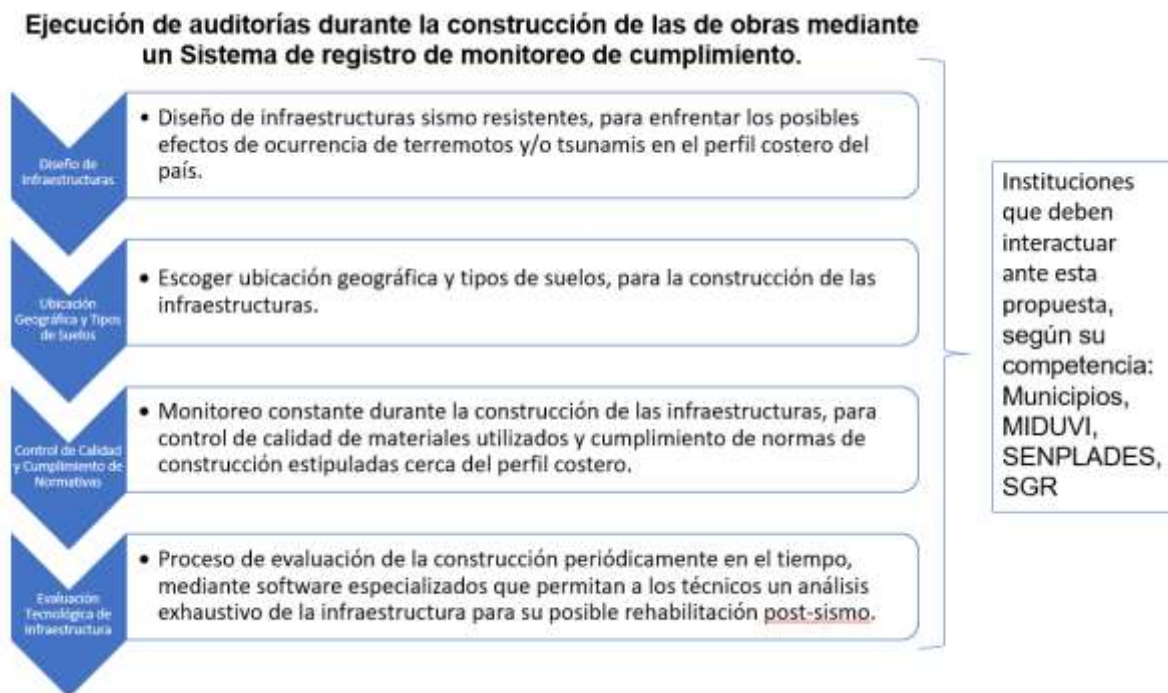 Ejecución de auditorías durante la construcción de las de obras mediante
un Sistema de registro de monitoreo de cumplimiento.
Diseño de
Infraestructuras
• Diseño de infraestructuras sismo resistentes, para enfrentar los posibles
efectos de ocurrencia de terremotos y/o tsunamis en el perfil costero del
país.
Ubicación
Geográfica y Tipos
de Suelos
• Escoger ubicación geográfica y tipos de suelos, para la construcción de las
infraestructuras.
Control de Calidad
y Cumplimiento de
Normativas
• Monitoreo constante durante la construcción de las infraestructuras, para
control de calidad de materiales utilizados y cumplimiento de normas de
construcción estipuladas cerca del perfil costero.
Evaluación
Tecnológica de
Infraestructura
• Proceso de evaluación de la construcción periódicamente en el tiempo,
mediante software especializados que permitan a los técnicos un análisis
exhaustivo de la infraestructura para su posible rehabilitación post-sismo.
Instituciones
que deben
interactuar
ante esta
propuesta,
según su
competencia:
Municipios,
MIDUVI,
SENPLADES,
SGR